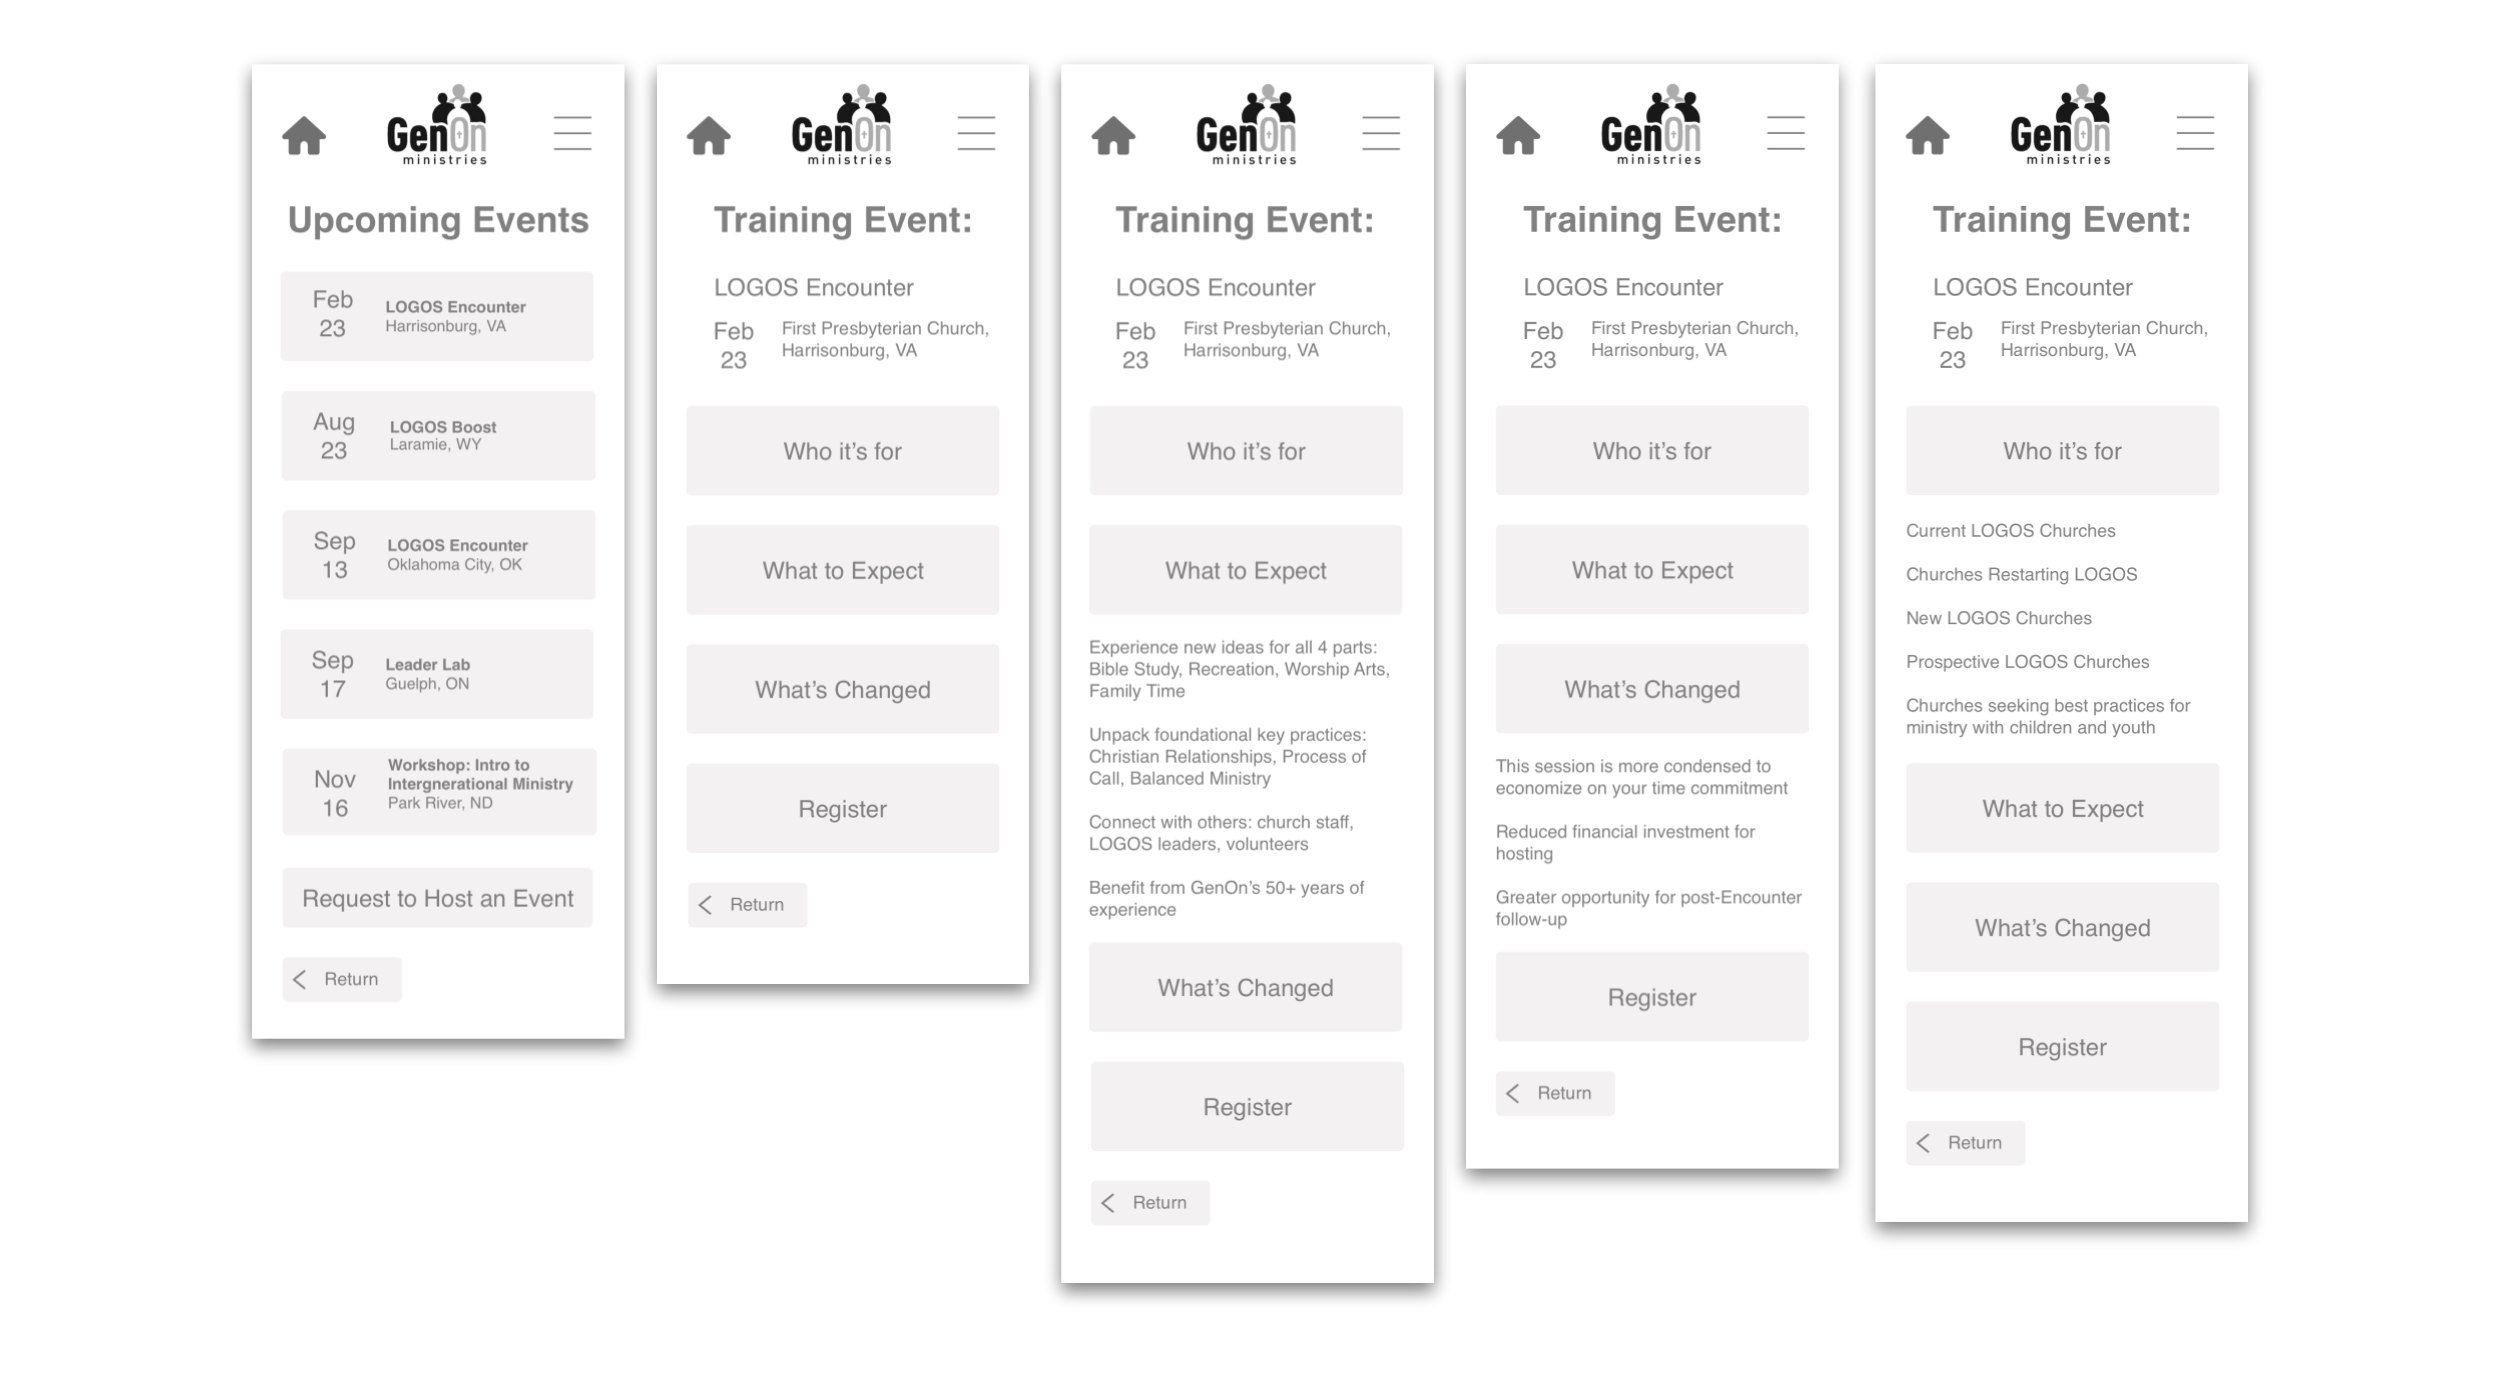 GenOn
ministries
Upcoming Events
Feb
23
LOGOS Encounter
Harrisonburg, VA
Aug
23
LOGOS Boost
Laramie, WY
Sep
13
LOGOS Encounter
Oklahoma City, OK
Sep
17
Leader Lab
Guelph, ON
Nov
16
Workshop: Intro to
Intergnerational Ministry
Park River, ND
Request to Host an Event
Return
GenOn
ministries
Training Event:
LOGOS Encounter
Feb
23
First Presbyterian Church,
Harrisonburg, VA
Who it’s for
What to Expect
What’s Changed
Register
Return
GenOn
ministries
Training Event:
LOGOS Encounter
Feb
23
First Presbyterian Church,
Harrisonburg, VA
Who it’s for
What to Expect
Experience new ideas for all 4 parts:
Bible Study, Recreation, Worship Arts,
Family Time
Unpack foundational key practices:
Christian Relationships, Process of
Call, Balanced Ministry
Connect with others: church staff,
LOGOS leaders, volunteers
Benefit from GenOn’s 50+ years of
experience
What’s Changed
Register
Return
GenOn
ministries
Training Event:
LOGOS Encounter
Feb
23
First Presbyterian Church,
Harrisonburg, VA
Who it’s for
What to Expect
What’s Changed
This session is more condensed to
economize on your time commitment
Reduced financial investment for
hosting
Greater opportunity for post-Encounter
follow-up
Register
Return
GenOn
ministries
Training Event:
LOGOS Encounter
Feb
23
First Presbyterian Church,
Harrisonburg, VA
Who it’s for
Current LOGOS Churches
Churches Restarting LOGOS
New LOGOS Churches
Prospective LOGOS Churches
Churches seeking best practices for
ministry with children and youth
What to Expect
What’s Changed
Register
Return